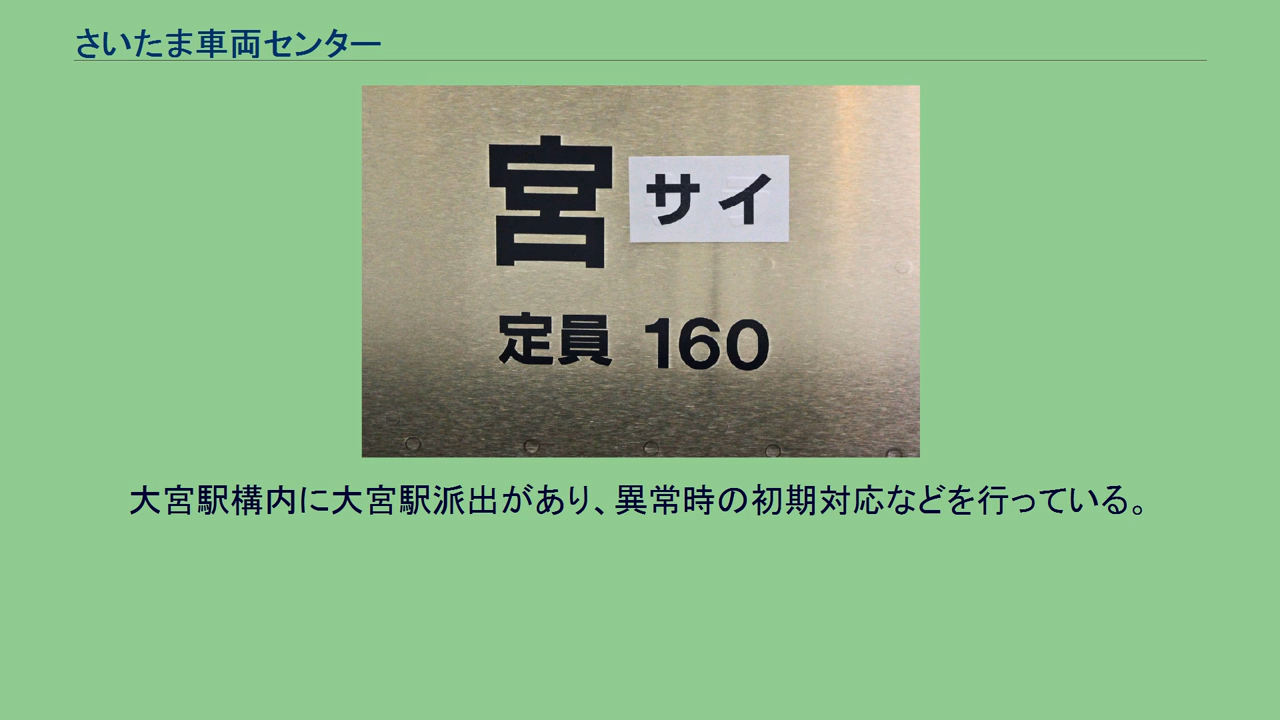 さいたま車両センター
宮サイ
定員 160
大宮駅構内に大宮駅派出があり、異常時の初期対応などを行っている。